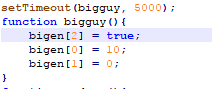 setTimeout(bigguy, 5000);
function bigguy(){
bigen[2] = true;
bigen[0] = 10;
bigen[1] = 0;
}